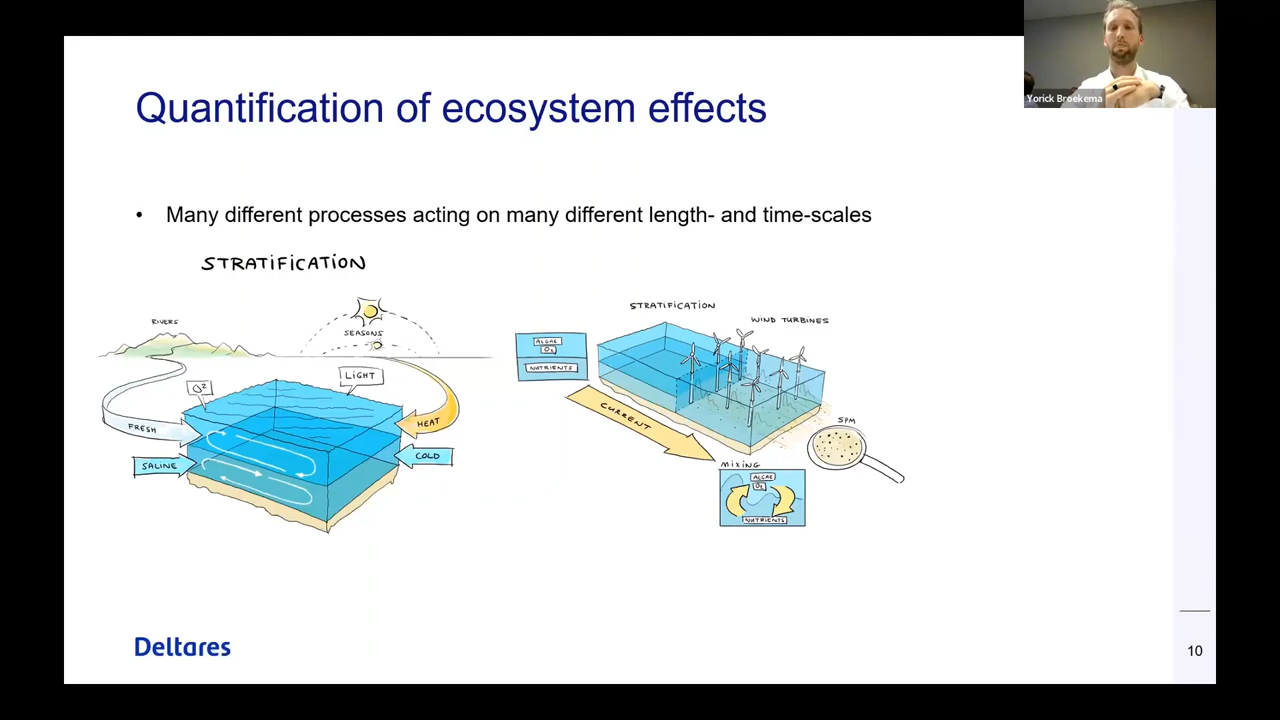 Yorick Broekema
Quantification of ecosystem effects
• Many different processes acting on many different length- and time-scales
STRATIFICATION
RIVERS
SEASONS
O²
LIGHT
FRESH
HEAT
SALINE
COLD
STRATIFICATION
WIND TURBINES
ALGAE
O₂
NUTRIENTS
CURRENT
SPM
MIXING
ALGAE
O₂
NUTRIENTS
Deltares
10